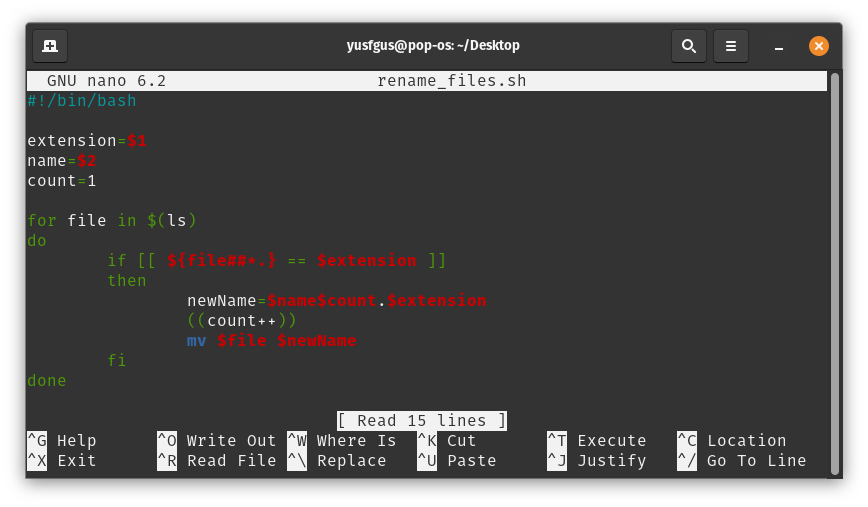 yusfgus@pop-os: ~/Desktop
GNU nano 6.2 rename_files.sh
#!/bin/bash
extension=$1
name=$2
count=1
for file in $(ls)
do
if [[ ${file##*.} == $extension ]]
then
newName=$name$count.$extension
((count++))
mv $file $newName
fi
done
[ Read 15 lines ]
^G Help ^O Write Out ^W Where Is ^K Cut ^T Execute ^C Location
^X Exit ^R Read File ^\ Replace ^U Paste ^J Justify ^/ Go To Line